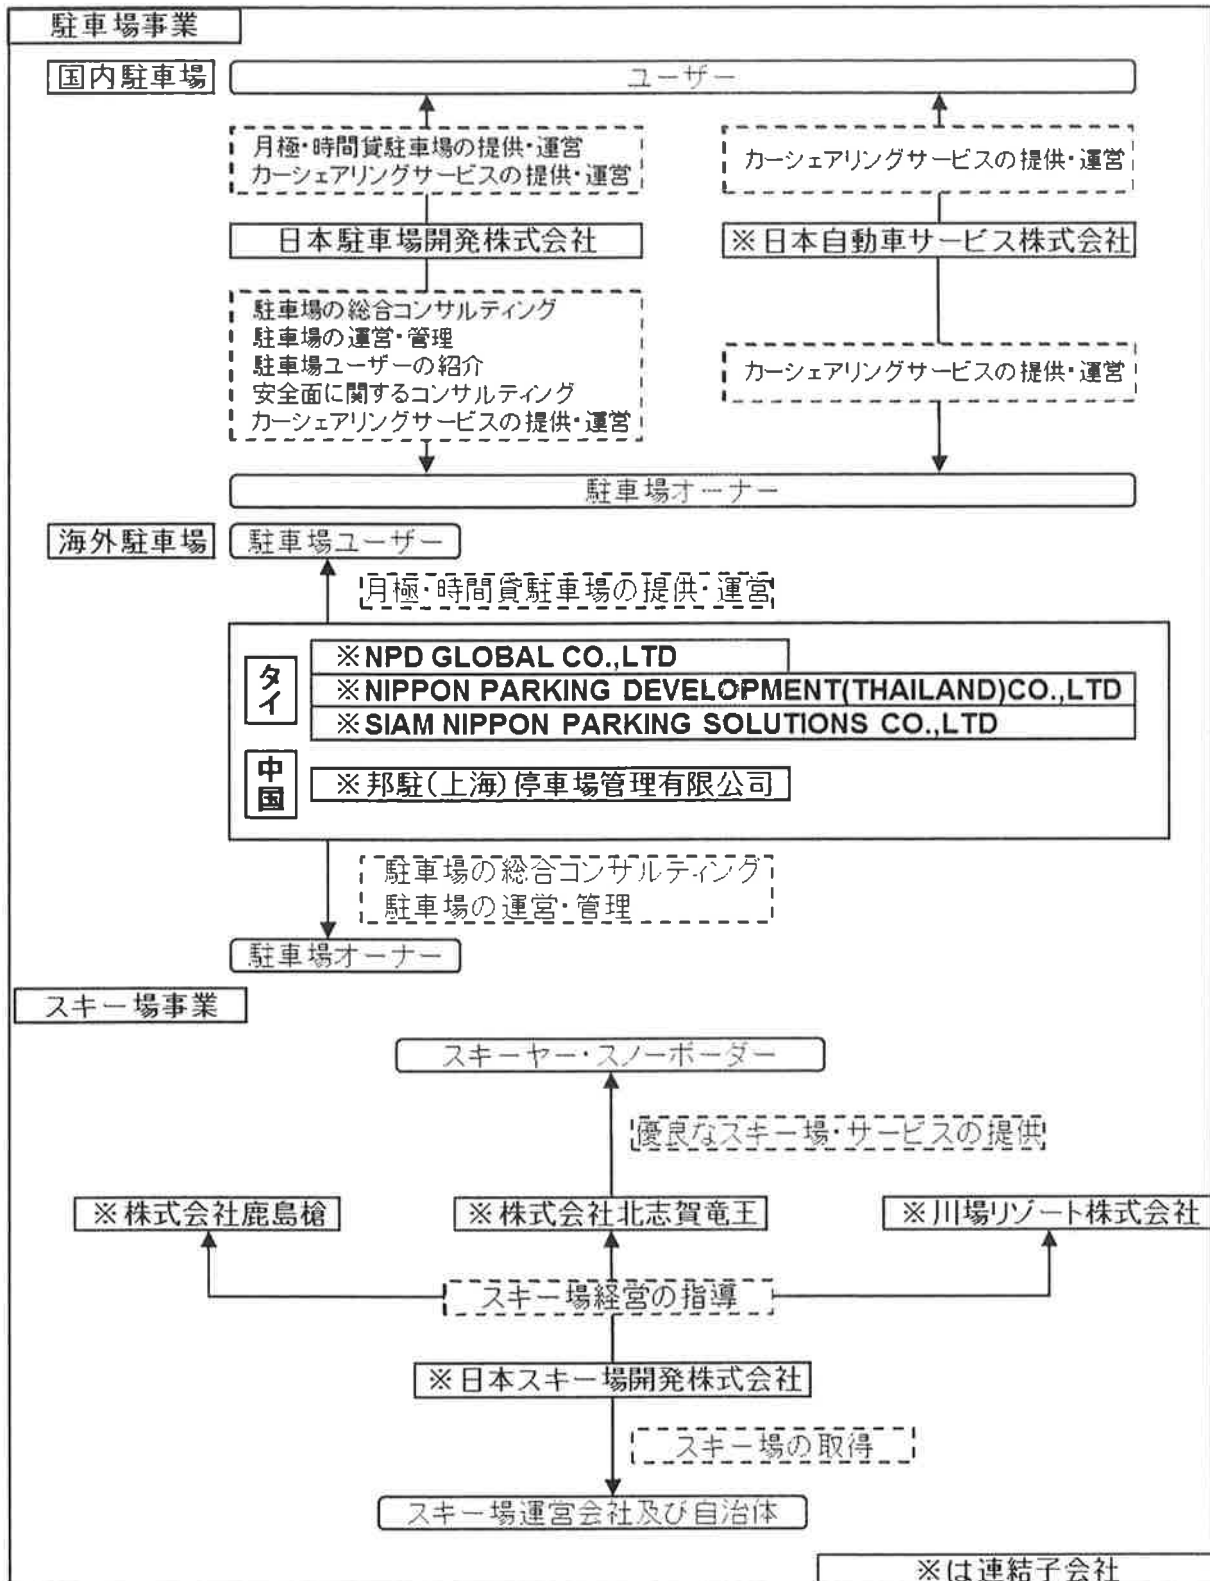 駐車場事業
国内駐車場
ユーザー
月極・時間貸駐車場の提供・運営
カーシェアリングサービスの提供・運営
カーシェアリングサービスの提供・運営
日本駐車場開発株式会社
※日本自動車サービス株式会社
駐車場の総合コンサルティング
駐車場の運営・管理
駐車場ユーザーの紹介
安全面に関するコンサルティング
カーシェアリングサービスの提供・運営
カーシェアリングサービスの提供・運営
駐車場オーナー
海外駐車場
駐車場ユーザー
月極・時間貸駐車場の提供・運営
タイ
※NPD GLOBAL CO.,LTD
※NIPPON PARKING DEVELOPMENT(THAILAND)CO.,LTD
※SIAM NIPPON PARKING SOLUTIONS CO.,LTD
中国
※邦駐(上海)停車場管理有限公司
駐車場の総合コンサルティング
駐車場の運営・管理
駐車場オーナー
スキー場事業
スキーヤー・スノーボーダー
優良なスキー場・サービスの提供
※株式会社鹿島槍
※株式会社北志賀竜王
※川場リゾート株式会社
スキー場経営の指導
※日本スキー場開発株式会社
スキー場の取得
スキー場運営会社及び自治体
※は連結子会社